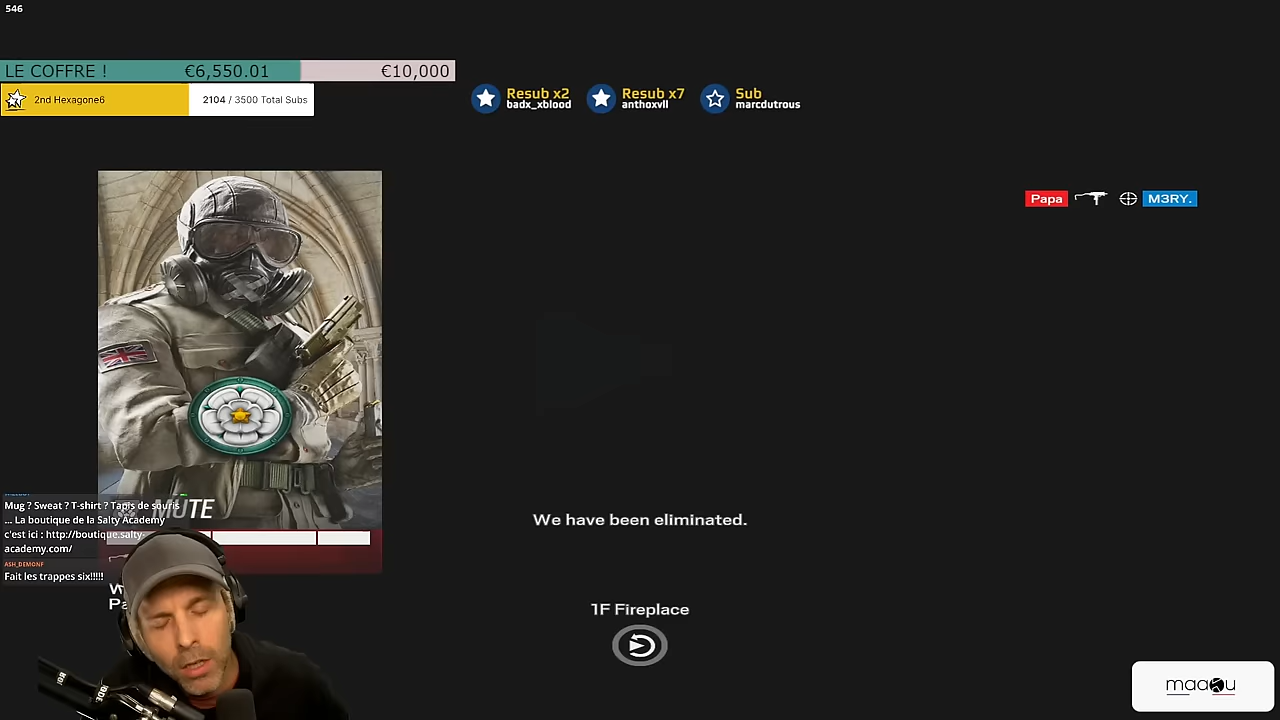 546
LE COFFRE ! €6,550.01 €10,000
2nd Hexagone6 2104 / 3500 Total Subs
Resub x2
badx_xblood
Resub x7
anthoxvll
Sub
marcdutrous
Papa M3RY.
MUTE
Mug ? Sweat ? T-shirt ? Tapis de souris
... La boutique de la Salty Academy
c'est ici : http://boutique.salty-
academy.com/
ASH_DEMONF
Fait les trappes six!!!!!
We have been eliminated.
1F Fireplace
maaou